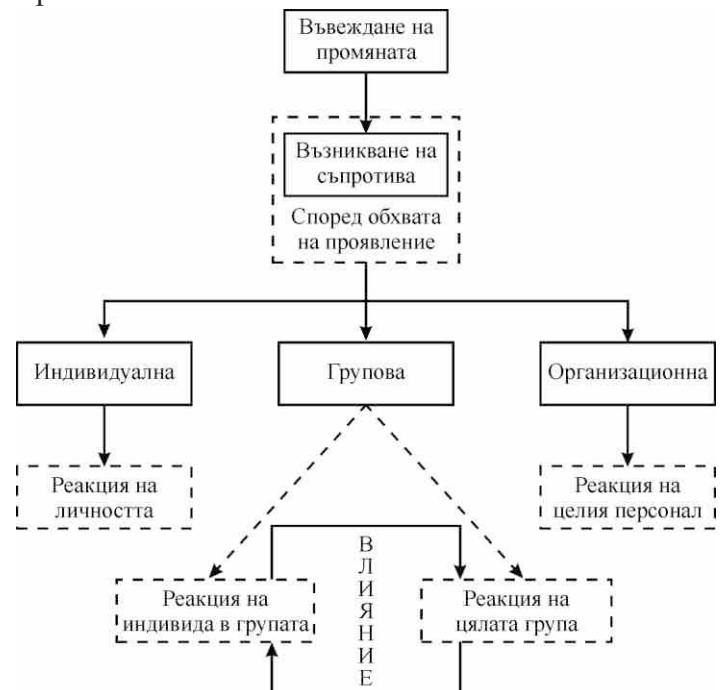 Въвеждане на
промяната
Възникване на
съпротива
Според обхвата
на проявление
Индивидуална
Групова
Организационна
Реакция на
личността
Реакция на
целия персонал
ВЛИЯНИЕ
Реакция на
индивида в групата
Реакция на
цялата група